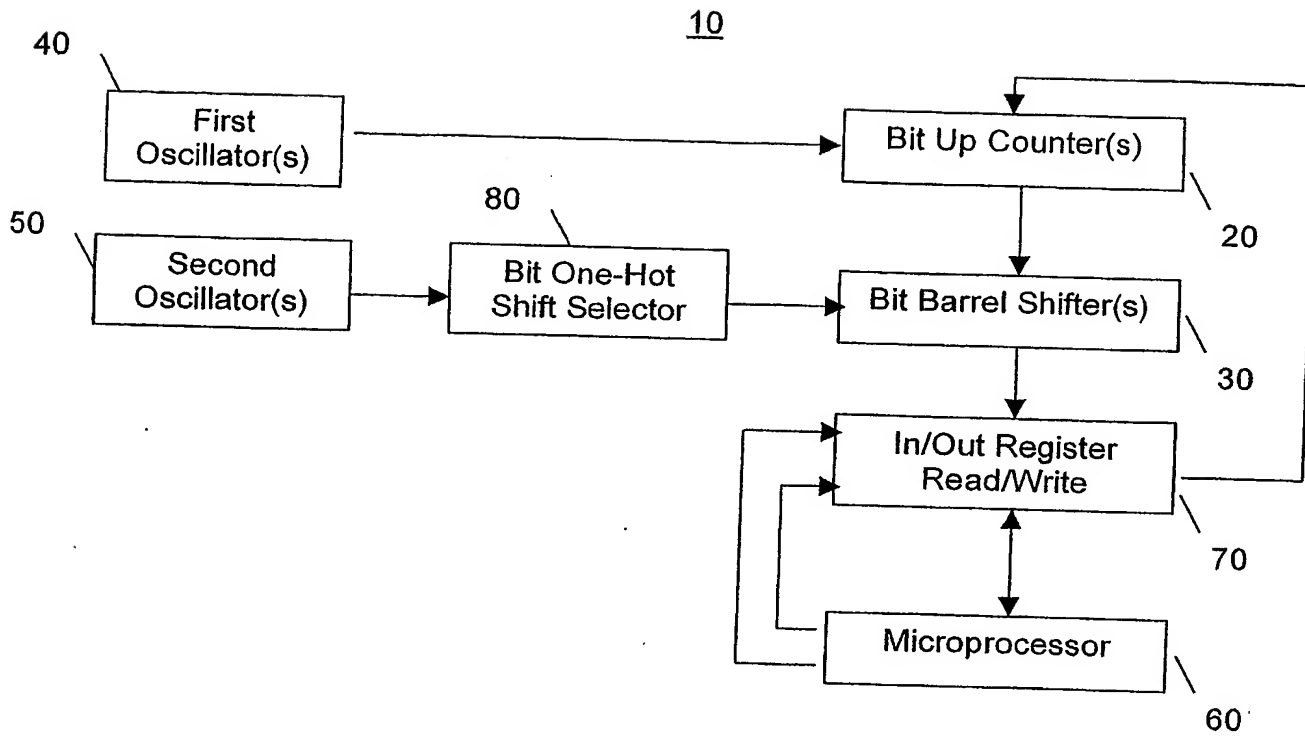 10
40
First
Oscillator(s)
Bit Up Counter(s)
20
50
Second
Oscillator(s)
80
Bit One-Hot
Shift Selector
Bit Barrel Shifter(s)
30
In/Out Register
Read/Write
70
Microprocessor
60